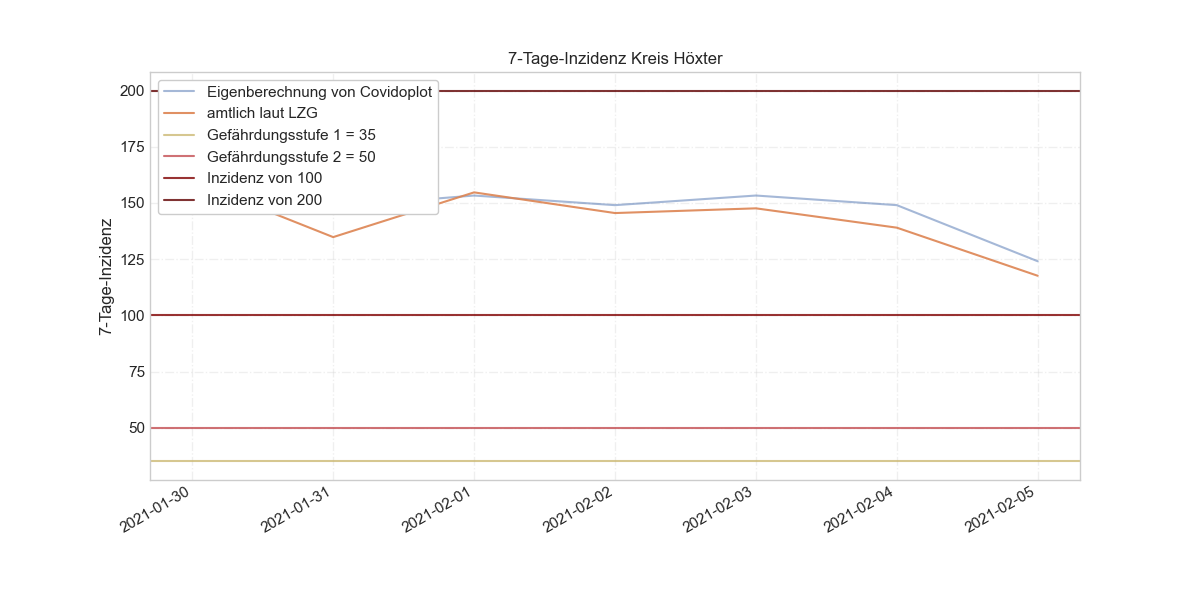 7-Tage-Inzidenz Kreis Höxter
Eigenberechnung von Covidoplot
amtlich laut LZG
Gefährdungsstufe 1 = 35
Gefährdungsstufe 2 = 50
Inzidenz von 100
Inzidenz von 200
7-Tage-Inzidenz
200
175
150
125
100
75
50
2021-01-30
2021-01-31
2021-02-01
2021-02-02
2021-02-03
2021-02-04
2021-02-05